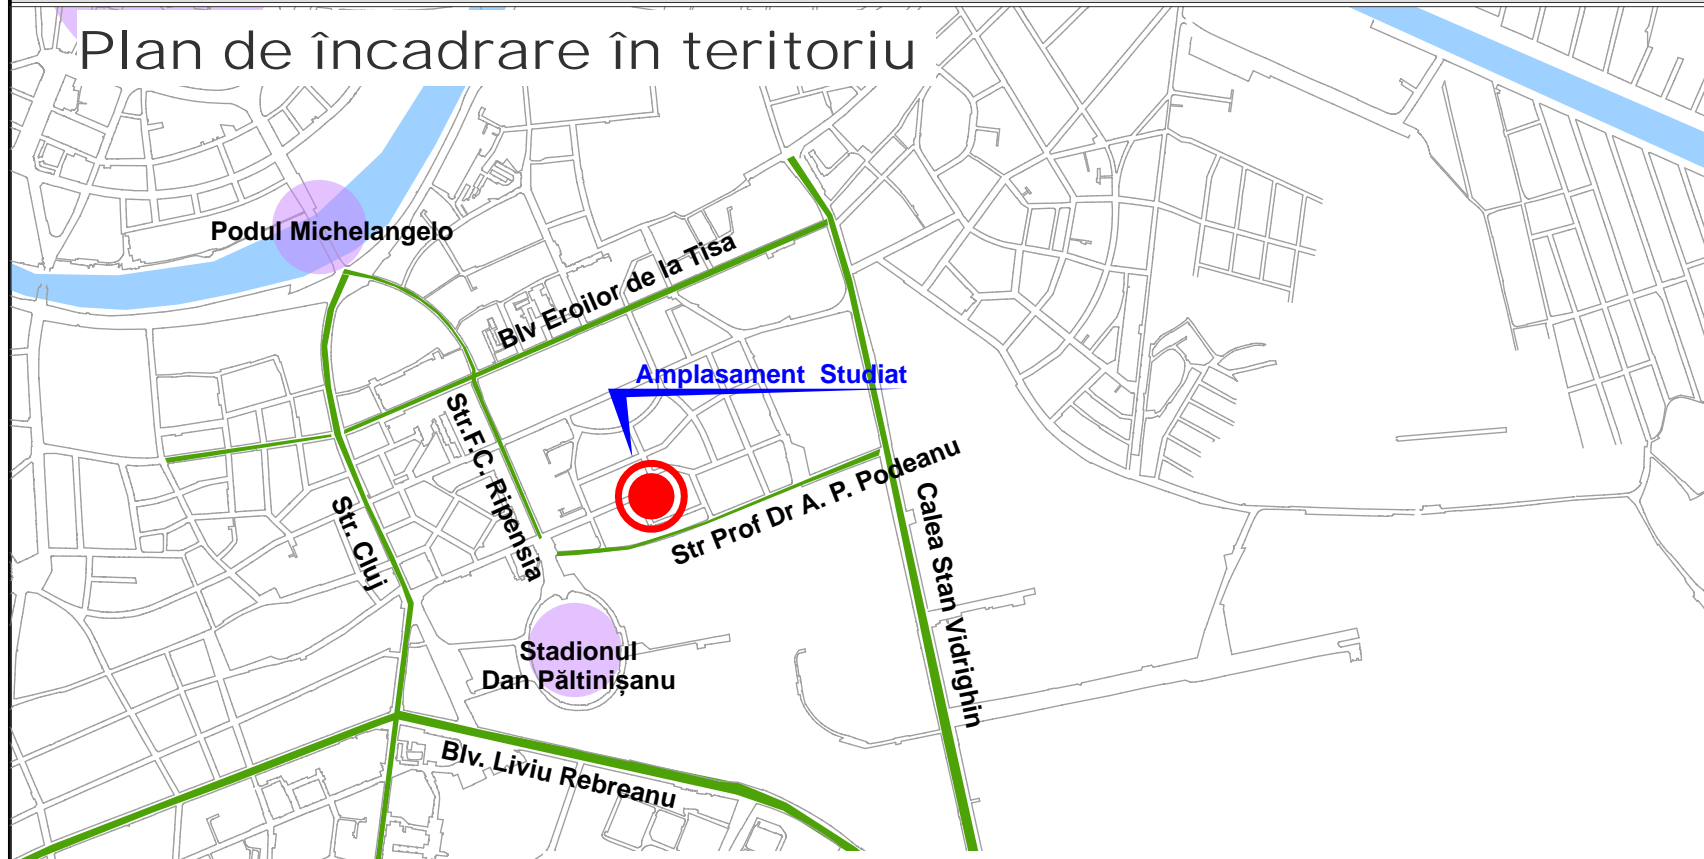 Plan de încadrare în teritoriu
Podul Michelangelo
Blv Eroilor de la Tisa
Amplasament  Studiat
Str.F.C. Ripensia
Str Prof Dr A. P. Podeanu
Str. Cluj
Calea Stan Vidrighin
Stadionul
Dan Păltinișanu
Blv. Liviu Rebreanu